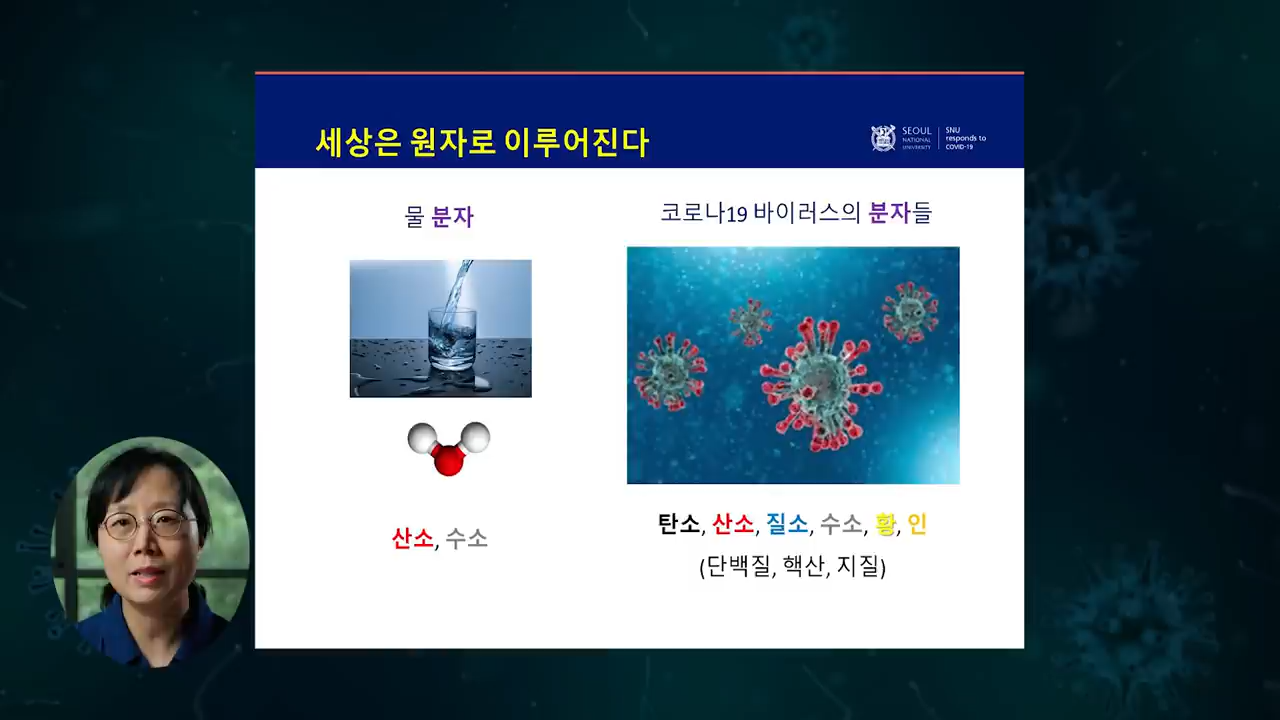 세상은 원자로 이루어진다
SEOUL
NATIONAL
UNIVERSITY
SNU
responds to
COVID-19
물 분자
코로나19 바이러스의 분자들
산소, 수소
탄소, 산소, 질소, 수소, 황, 인
(단백질, 핵산, 지질)